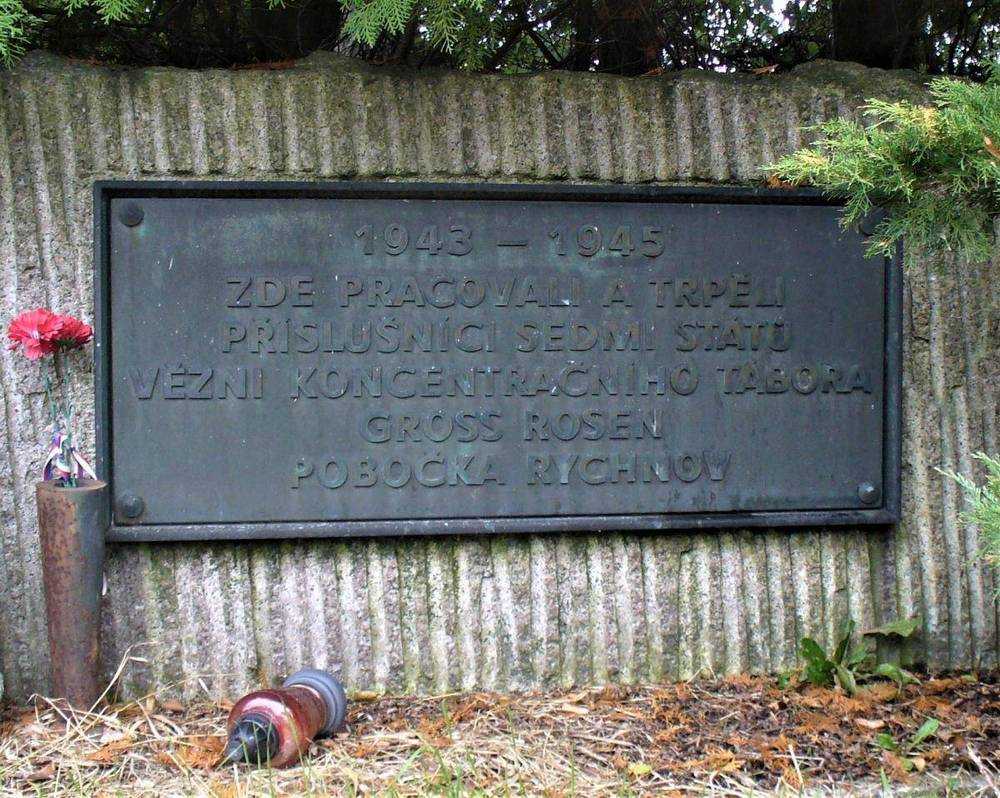 1943 – 1945
ZDE PRACOVALI A TRPĚLI
PŘÍSLUŠNÍCI SEDMI STÁTŮ
VĚZNI KONCENTRAČNÍHO TÁBORA
GROSS ROSEN
POBOČKA RYCHNOV